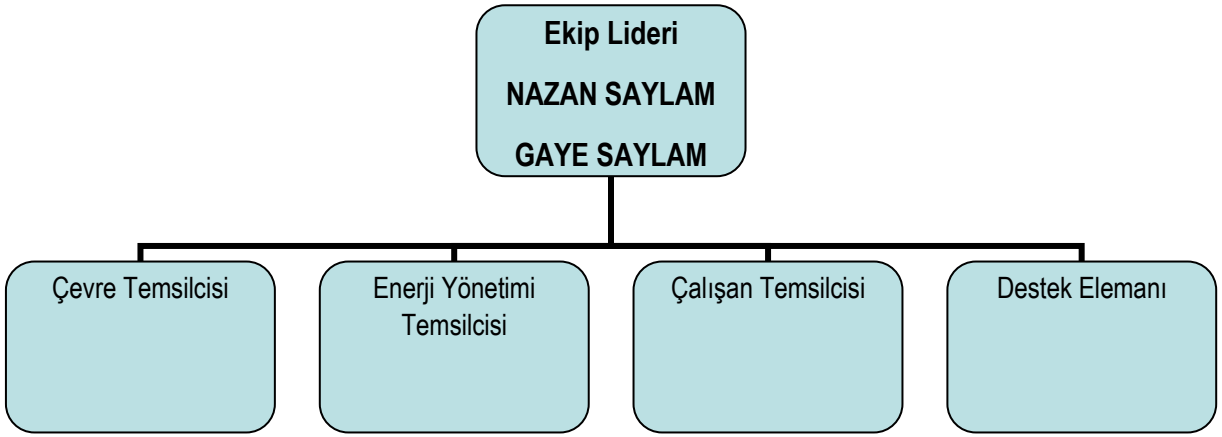 Ekip Lideri
NAZAN SAYLAM
GAYE SAYLAM
Çevre Temsilcisi
Enerji Yönetimi
Temsilcisi
Çalışan Temsilcisi
Destek Elemanı